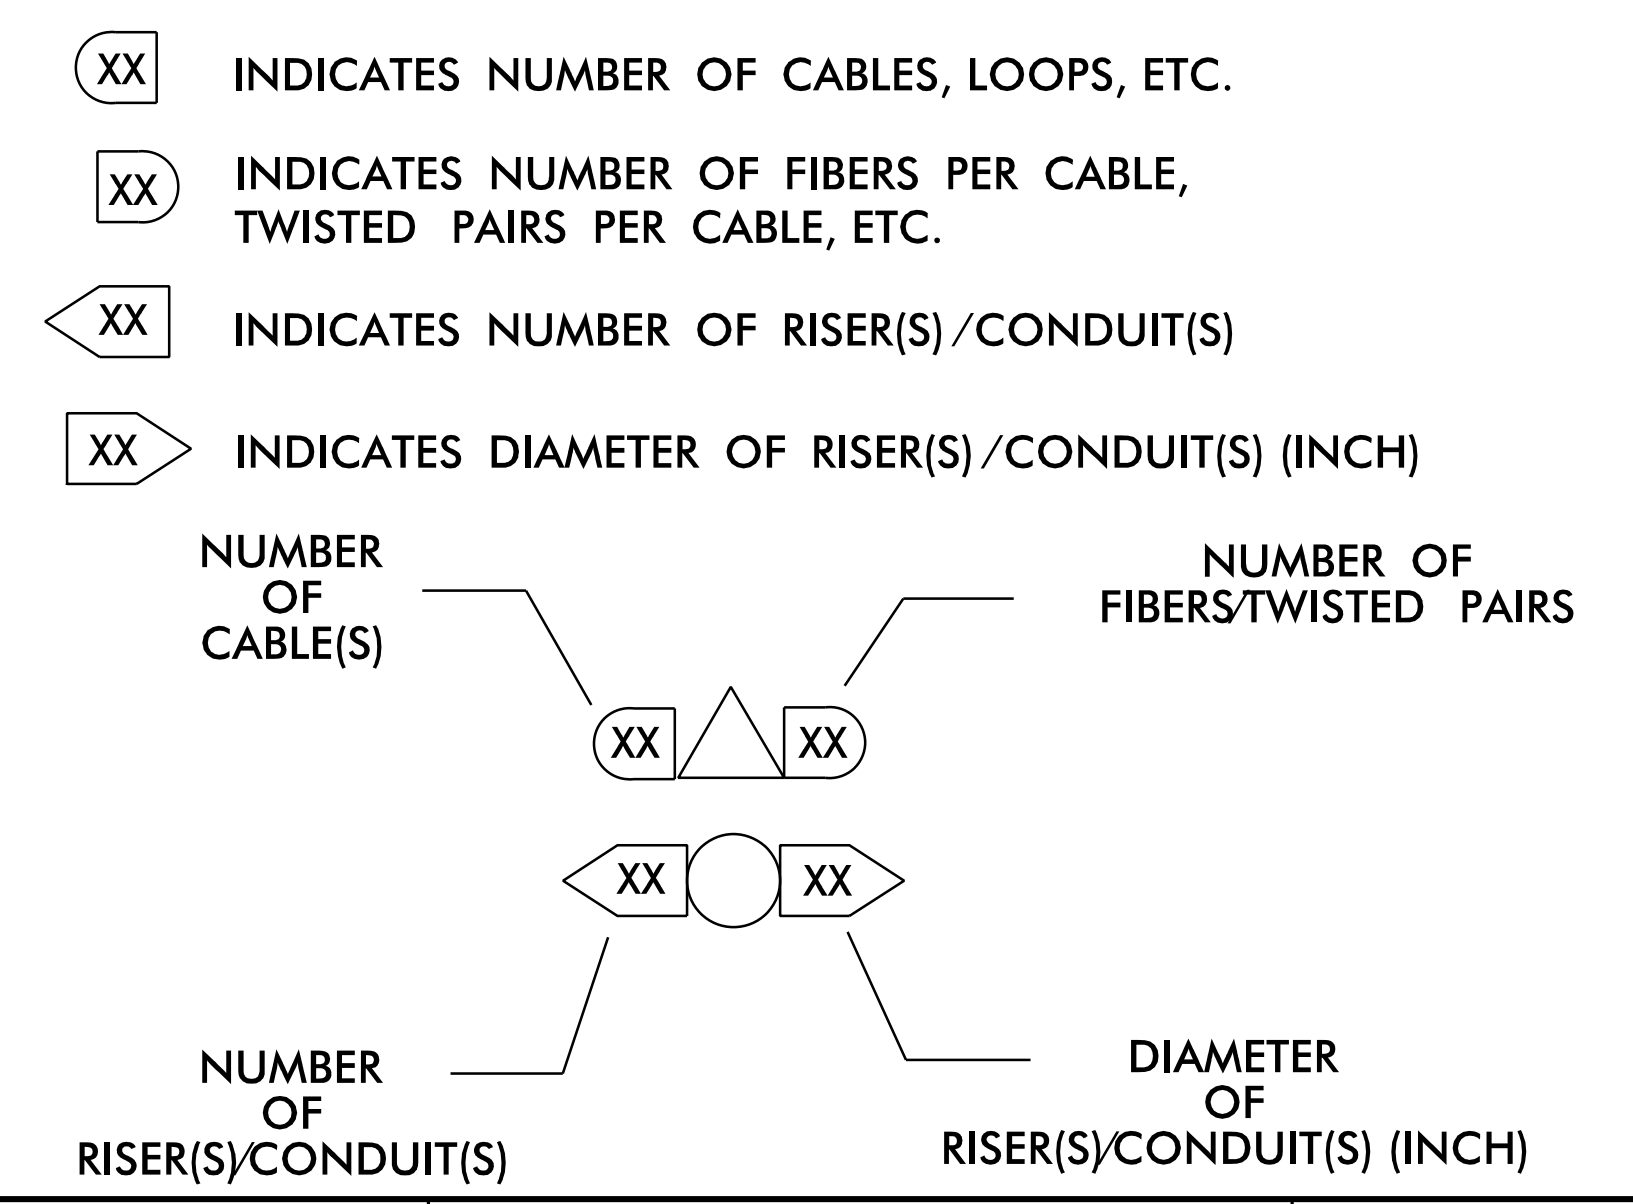 XX INDICATES NUMBER OF CABLES, LOOPS, ETC.
XX INDICATES NUMBER OF FIBERS PER CABLE,
TWISTED PAIRS PER CABLE, ETC.
XX INDICATES NUMBER OF RISER(S)/CONDUIT(S)
XX INDICATES DIAMETER OF RISER(S)/CONDUIT(S) (INCH)
NUMBER
OF
CABLE(S)
NUMBER OF
FIBERS/TWISTED PAIRS
XX XX
XX XX
NUMBER
OF
RISER(S)/CONDUIT(S)
DIAMETER
OF
RISER(S)/CONDUIT(S) (INCH)